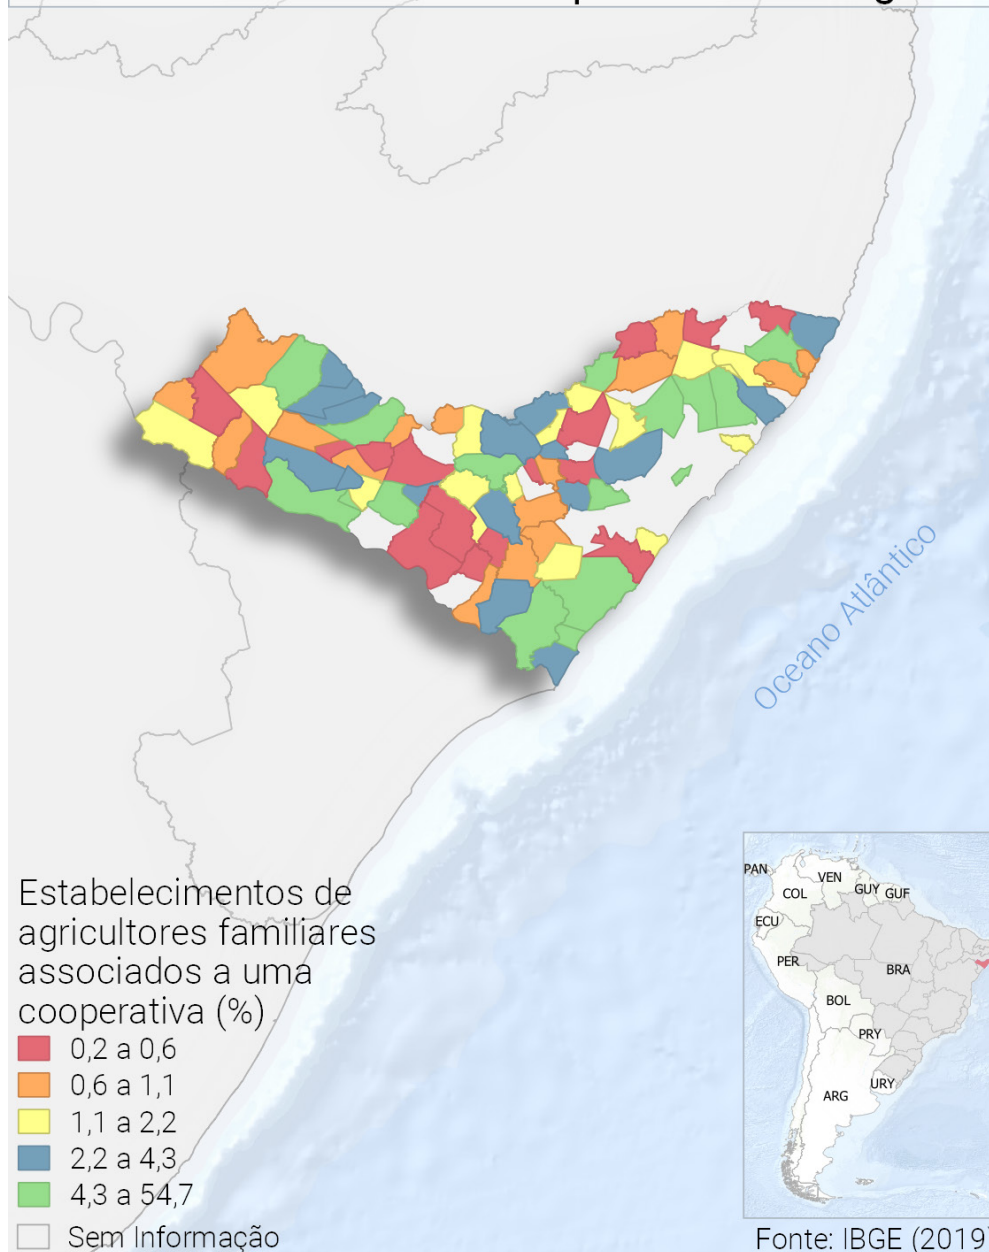 Oceano Atlântico
Estabelecimentos de
agricultores familiares
associados a uma
cooperativa (%)
0,2 a 0,6
0,6 a 1,1
1,1 a 2,2
2,2 a 4,3
4,3 a 54,7
Sem Informação
PAN
VEN
COL
GUY
GUF
ECU
PER
BRA
BOL
PRY
URY
ARG
Fonte: IBGE (2019)